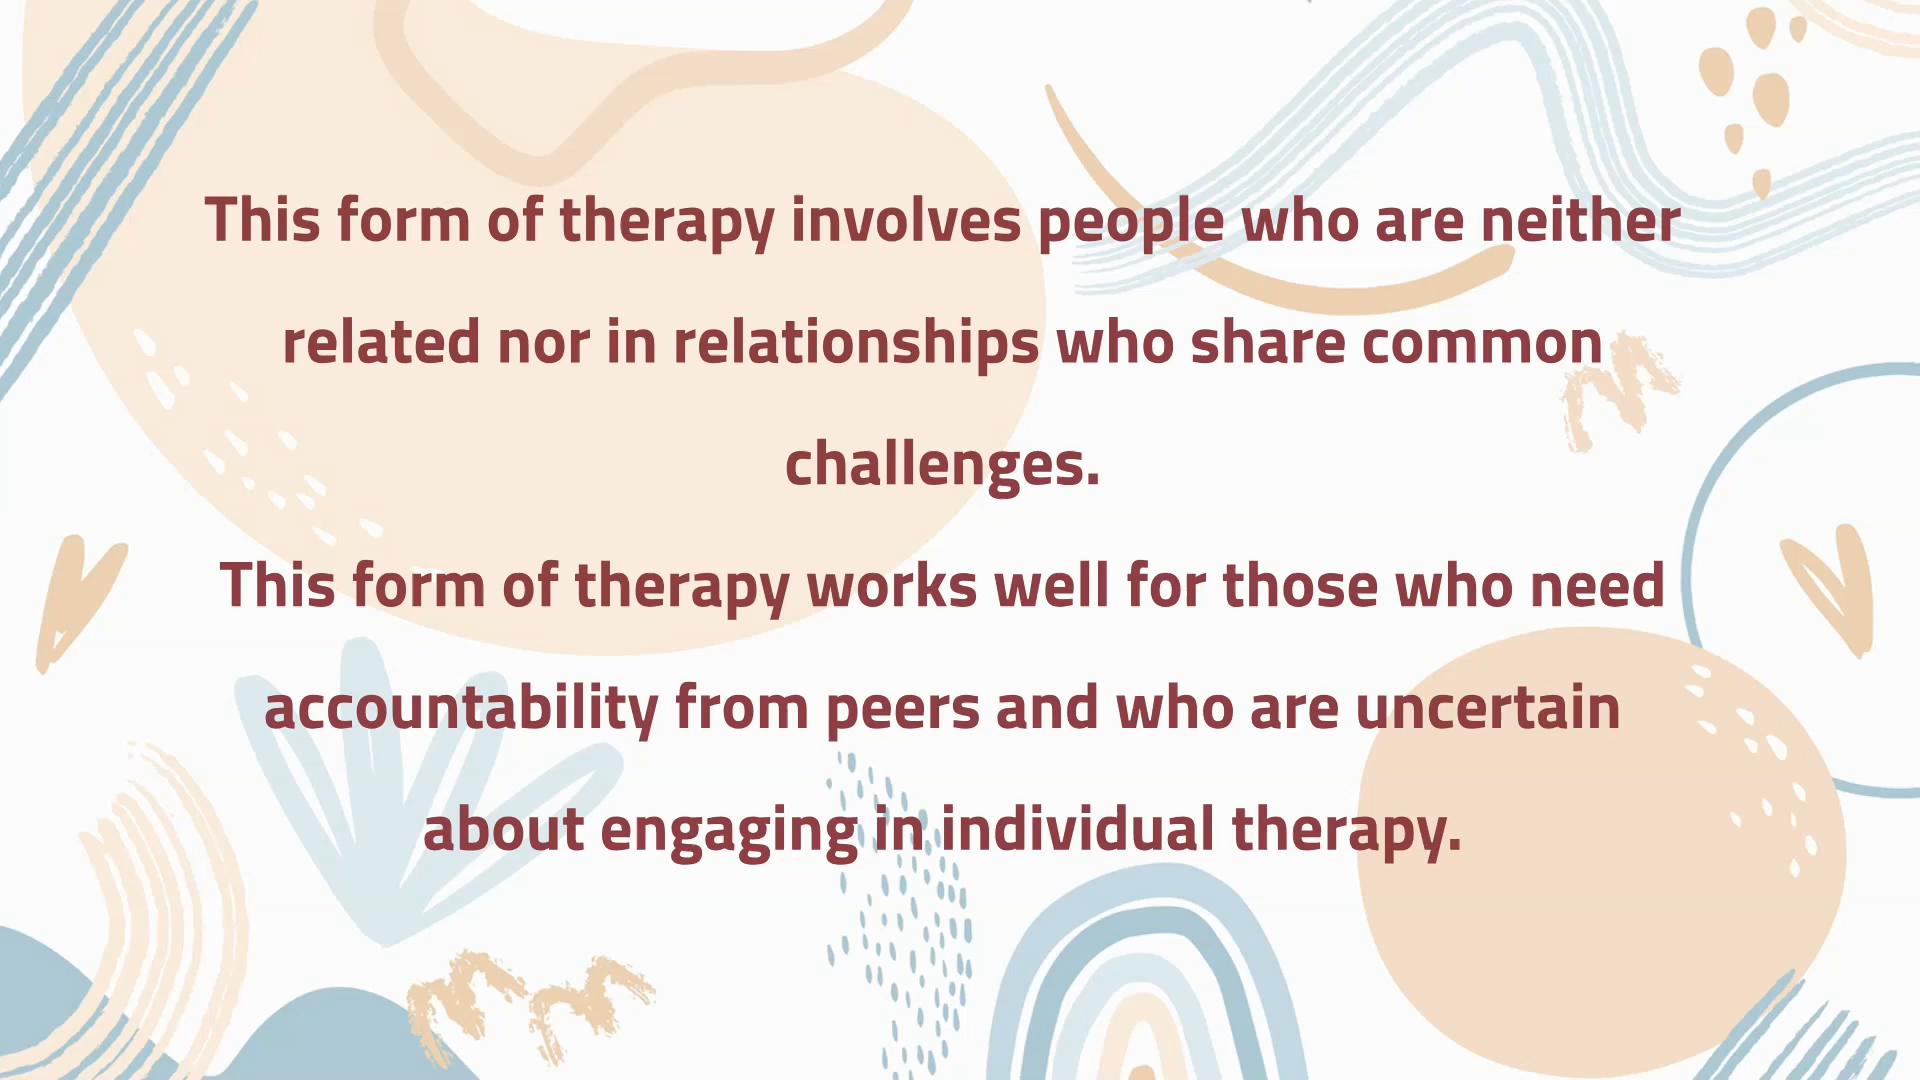 This form of therapy involves people who are neither
related nor in relationships who share common
challenges.
This form of therapy works well for those who need
accountability from peers and who are uncertain
about engaging in individual therapy.